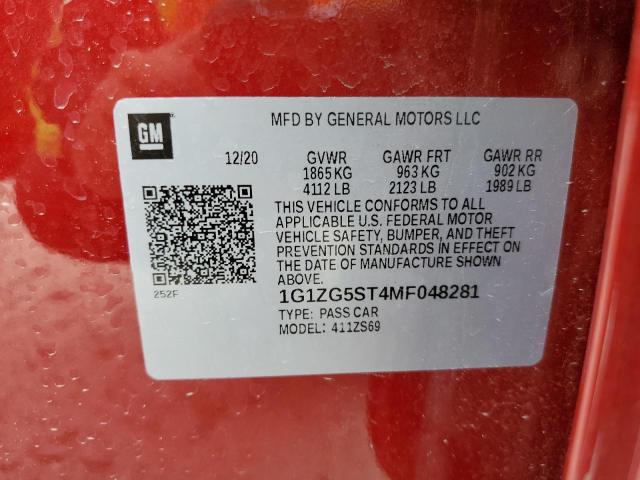 GM
MFD BY GENERAL MOTORS LLC
12/20 GVWR GAWR FRT GAWR RR
1865 KG 963 KG 902 KG
4112 LB 2123 LB 1989 LB
THIS VEHICLE CONFORMS TO ALL
APPLICABLE U.S. FEDERAL MOTOR
VEHICLE SAFETY, BUMPER, AND THEFT
PREVENTION STANDARDS IN EFFECT ON
THE DATE OF MANUFACTURE SHOWN
ABOVE.
252F
1G1ZG5ST4MF048281
TYPE: PASS CAR
MODEL: 411ZS69